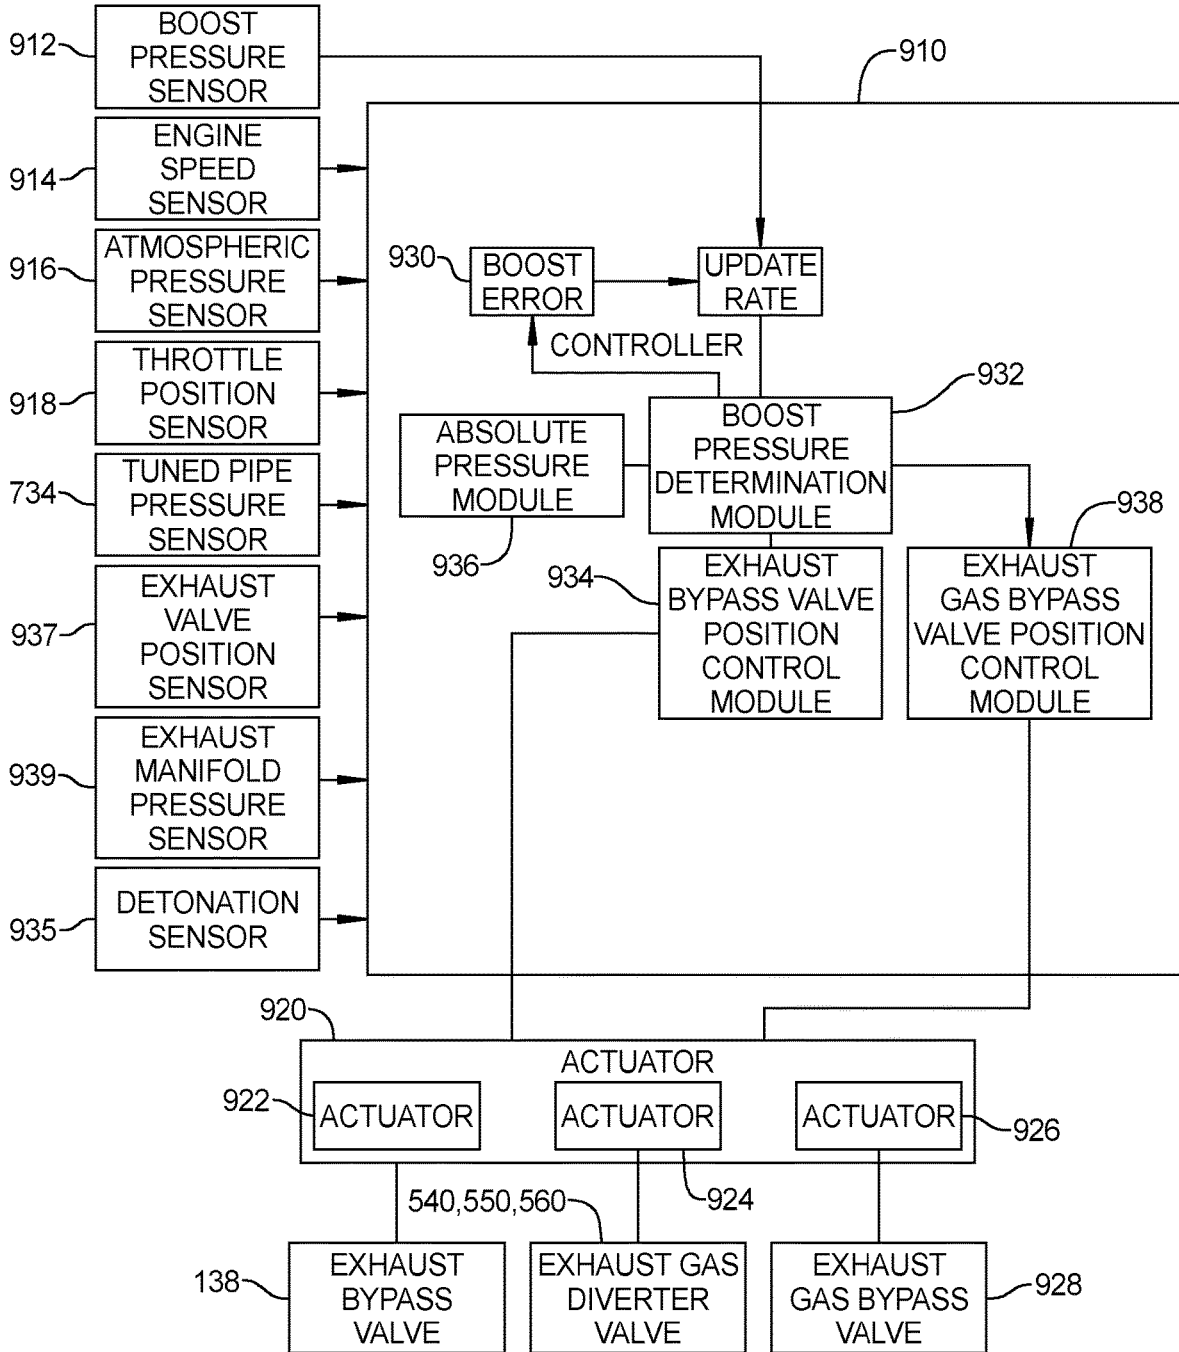 912
BOOST
PRESSURE
SENSOR
910
914
ENGINE
SPEED
SENSOR
916
ATMOSPHERIC
PRESSURE
SENSOR
930
BOOST
ERROR
UPDATE
RATE
CONTROLLER
918
THROTTLE
POSITION
SENSOR
932
BOOST
PRESSURE
DETERMINATION
MODULE
ABSOLUTE
PRESSURE
MODULE
936
734
TUNED PIPE
PRESSURE
SENSOR
938
934
EXHAUST
BYPASS VALVE
POSITION
CONTROL
MODULE
EXHAUST
GAS BYPASS
VALVE POSITION
CONTROL
MODULE
937
EXHAUST
VALVE
POSITION
SENSOR
939
EXHAUST
MANIFOLD
PRESSURE
SENSOR
935
DETONATION
SENSOR
920
ACTUATOR
922
ACTUATOR
ACTUATOR
924
ACTUATOR
926
540,550,560
138
EXHAUST
BYPASS
VALVE
EXHAUST GAS
DIVERTER
VALVE
EXHAUST
GAS BYPASS
VALVE
928